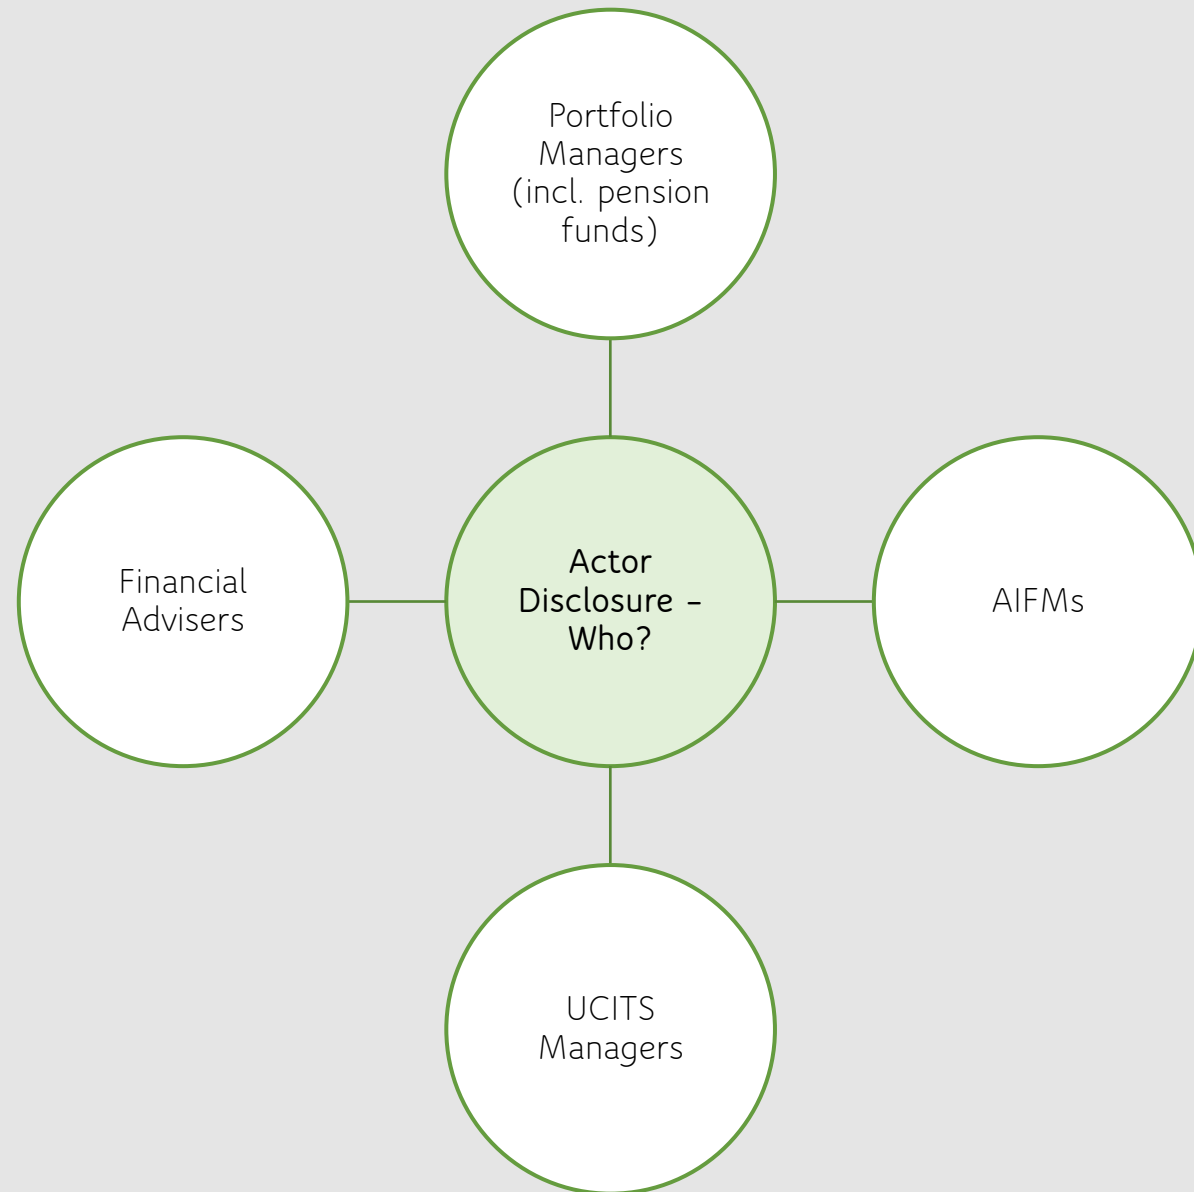 Portfolio
Managers
(incl. pension
funds)
Financial
Advisers
Actor
Disclosure –
Who?
AIFMs
UCITS
Managers